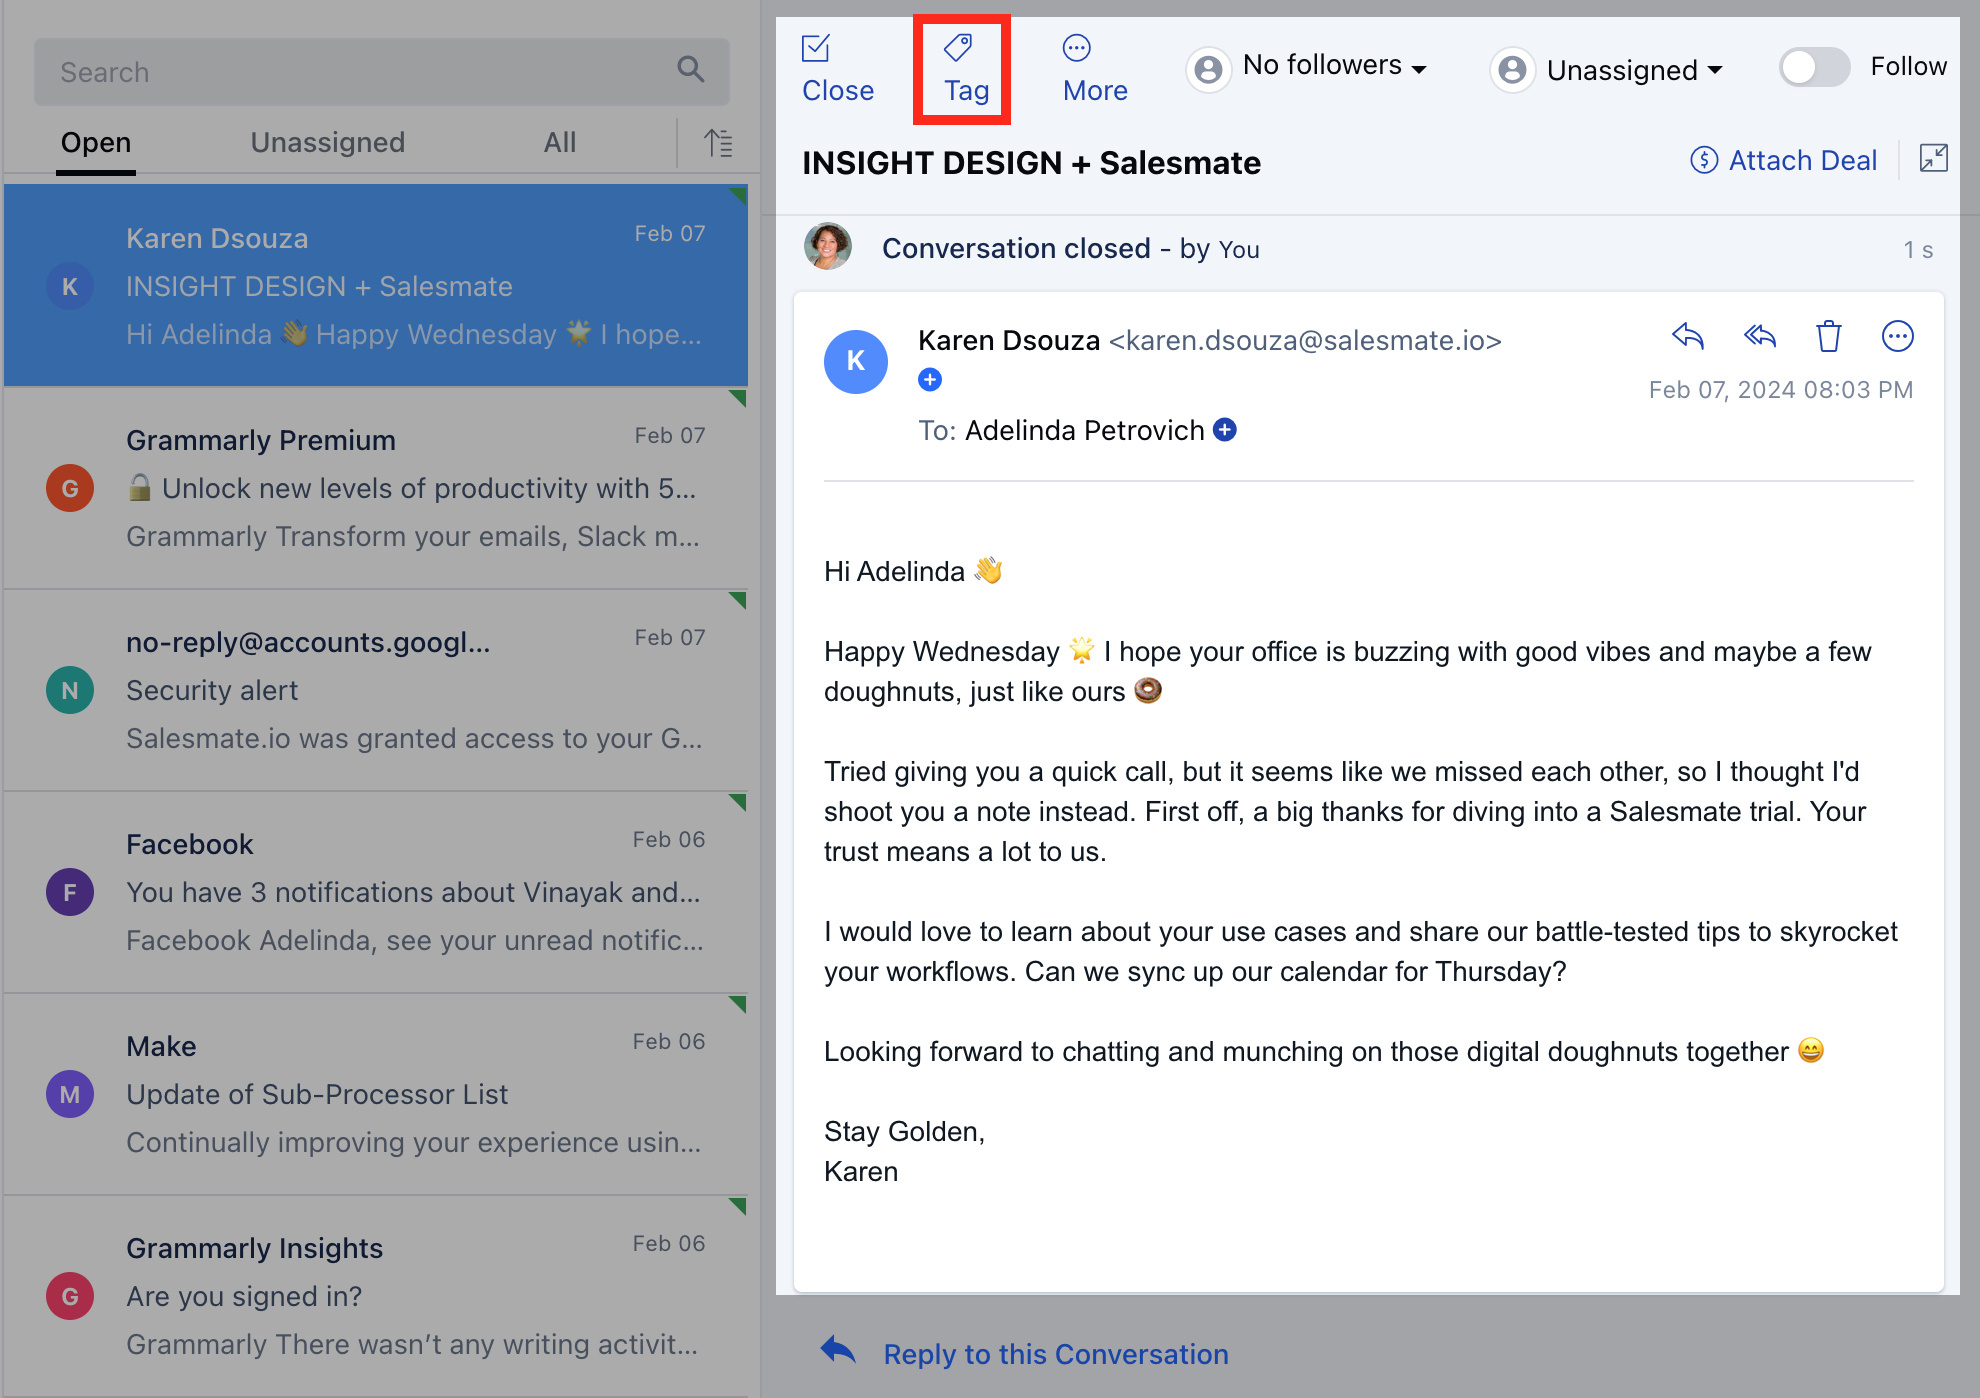 Search
Open
Unassigned
All
Karen Dsouza
Feb 07
K
INSIGHT DESIGN + Salesmate
Hi Adelinda 👋 Happy Wednesday 🌟 I hope...
Grammarly Premium
Feb 07
G
🔒 Unlock new levels of productivity with 5...
Grammarly Transform your emails, Slack m...
no-reply@accounts.googl...
Feb 07
N
Security alert
Salesmate.io was granted access to your G...
Facebook
Feb 06
F
You have 3 notifications about Vinayak and...
Facebook Adelinda, see your unread notific...
Make
Feb 06
M
Update of Sub-Processor List
Continually improving your experience usin...
Grammarly Insights
Feb 06
G
Are you signed in?
Grammarly There wasn’t any writing activit...
Close
Tag
More
No followers
Unassigned
Follow
INSIGHT DESIGN + Salesmate
Attach Deal
Conversation closed - by You
1 s
K
Karen Dsouza <karen.dsouza@salesmate.io>
Feb 07, 2024 08:03 PM
To: Adelinda Petrovich
Hi Adelinda 👋
Happy Wednesday 🌟 I hope your office is buzzing with good vibes and maybe a few
doughnuts, just like ours 🍩
Tried giving you a quick call, but it seems like we missed each other, so I thought I'd
shoot you a note instead. First off, a big thanks for diving into a Salesmate trial. Your
trust means a lot to us.
I would love to learn about your use cases and share our battle-tested tips to skyrocket
your workflows. Can we sync up our calendar for Thursday?
Looking forward to chatting and munching on those digital doughnuts together 😄
Stay Golden,
Karen
Reply to this Conversation